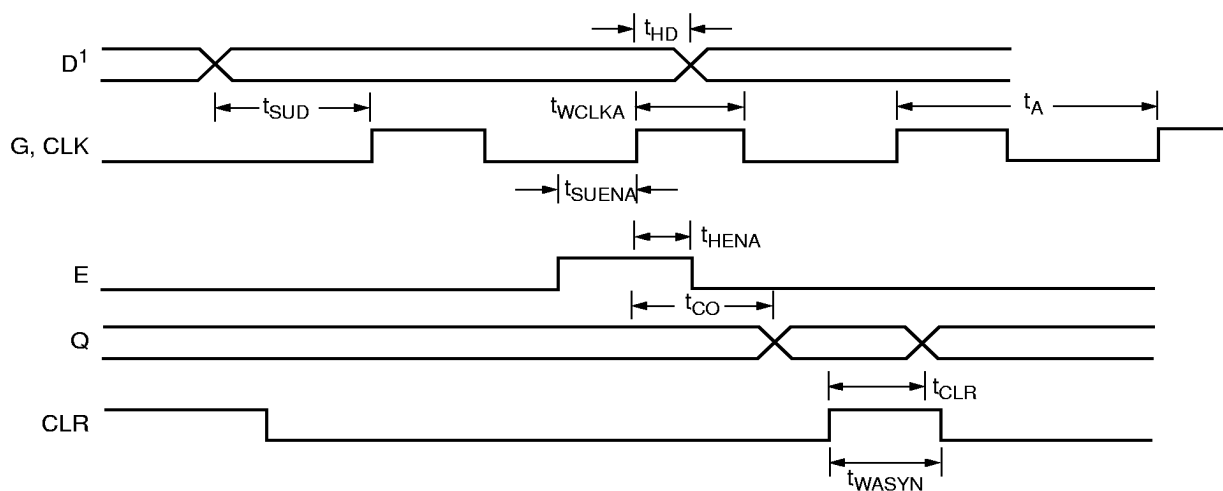 tHD
D1
tSUD
tWCLKA
tA
G, CLK
tSUENA
tHENA
E
tCO
Q
tCLR
CLR
tWASYN